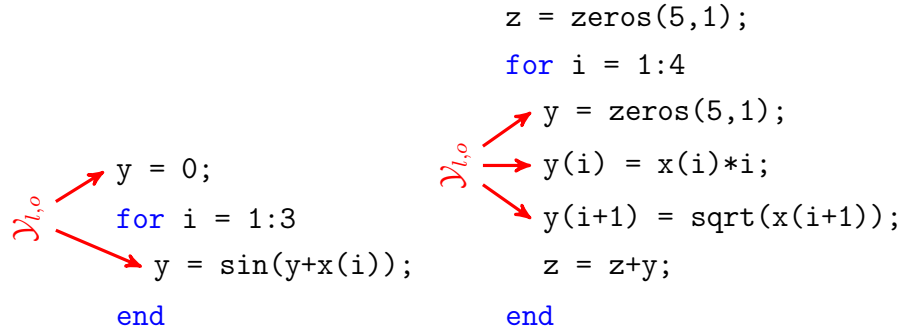 y = 0;
for i = 1:3
y = sin(y+x(i));
end
𝒴l,o
z = zeros(5,1);
for i = 1:4
y = zeros(5,1);
y(i) = x(i)*i;
y(i+1) = sqrt(x(i+1));
z = z+y;
end
𝒴l,o